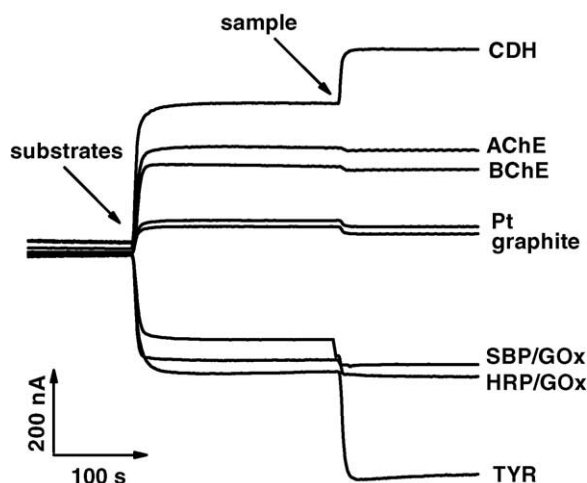 sample
CDH
substrates
AChE
BChE
Pt
graphite
SBP/GOx
HRP/GOx
200 nA
100 s
TYR